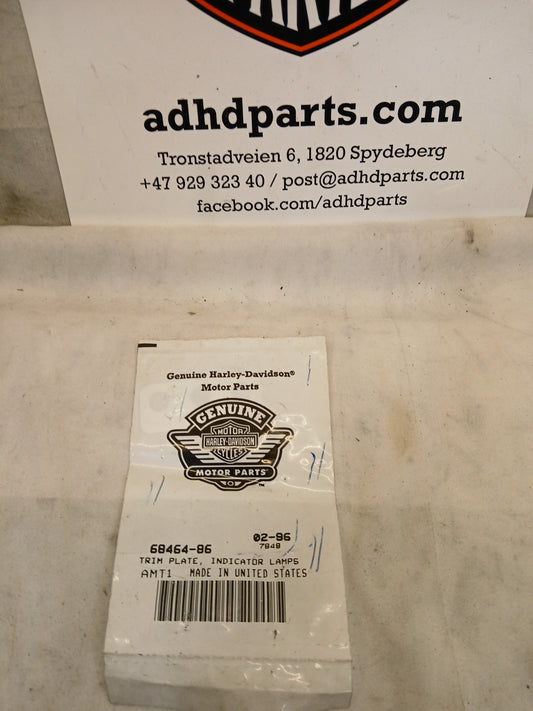 adhdparts.com
Tronstadveien 6, 1820 Spydeberg
+47 929 323 40 / post@adhdparts.com
facebook.com/adhdparts
Genuine Harley-Davidson®
Motor Parts
GENUINE
MOTOR
HARLEY-DAVIDSON
CYCLES
MOTOR PARTS
™
02-96
68464-86 7848
TRIM PLATE, INDICATOR LAMPS
AMT1 MADE IN UNITED STATES